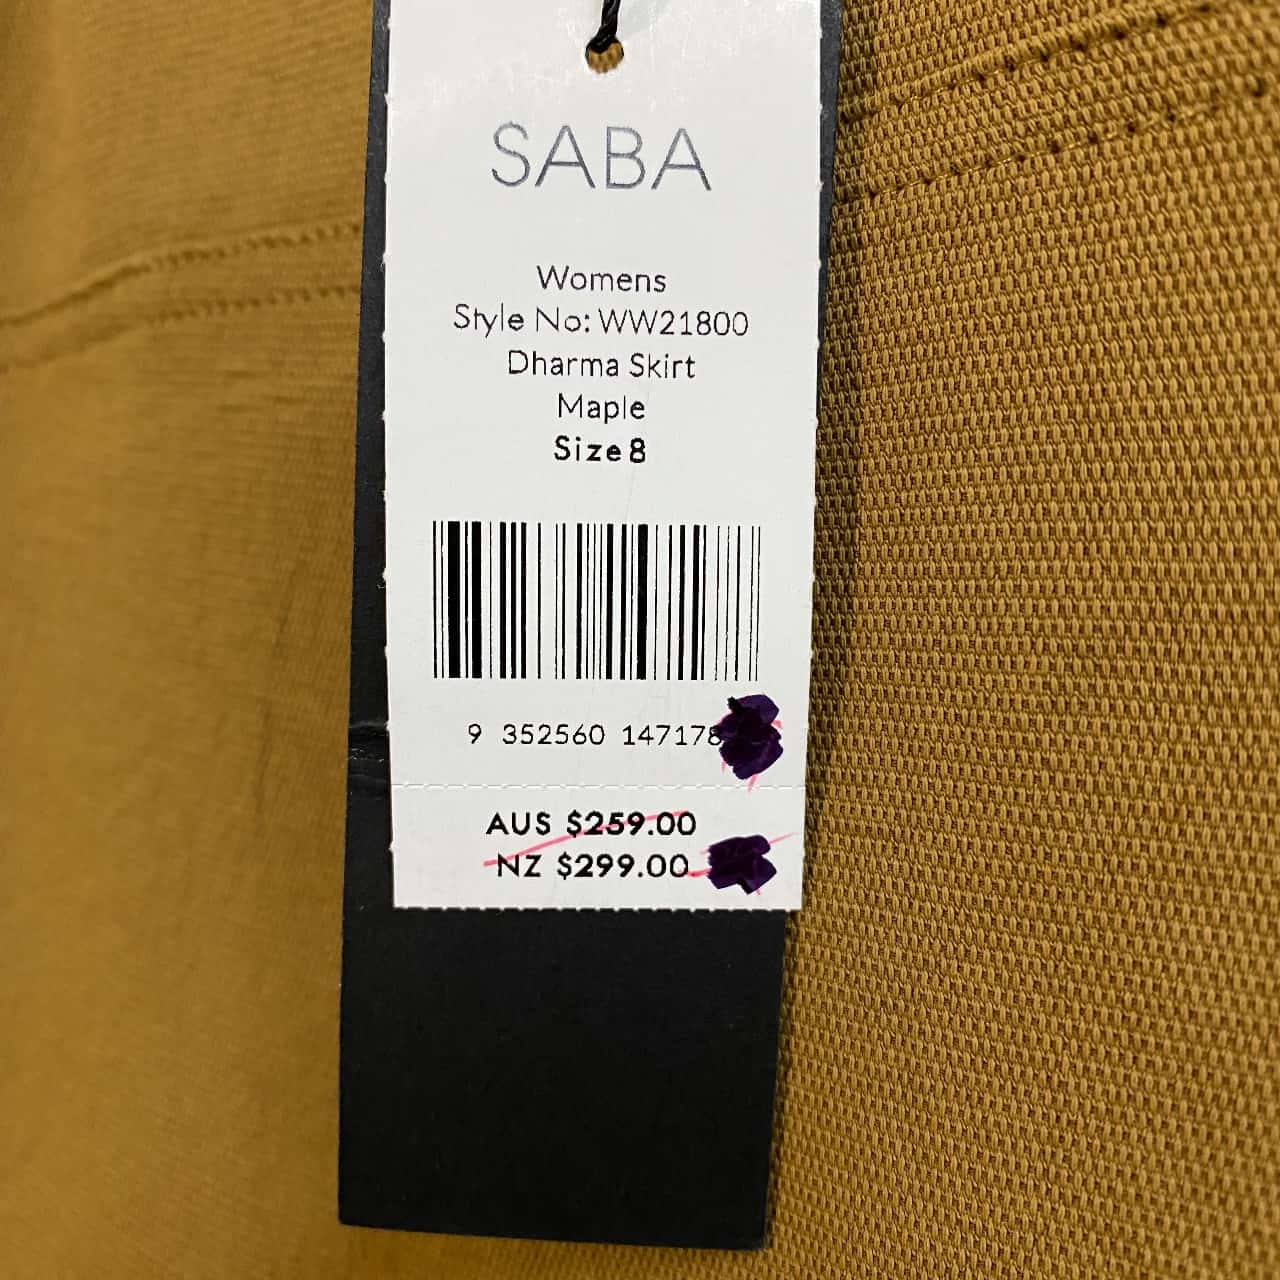 SABA
Womens
Style No: WW21800
Dharma Skirt
Maple
Size 8
9 352560 147178
AUS $259.00
NZ $299.00